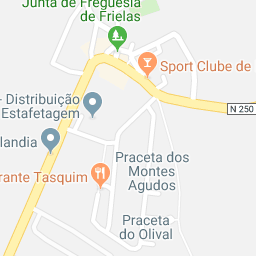 Junta de Freguesia
de Frielas
Sport Clube de
- Distribuição
Estafetagem
N 250
landia
Praceta dos
Montes
Agudos
rante Tasquim
Praceta
do Olival